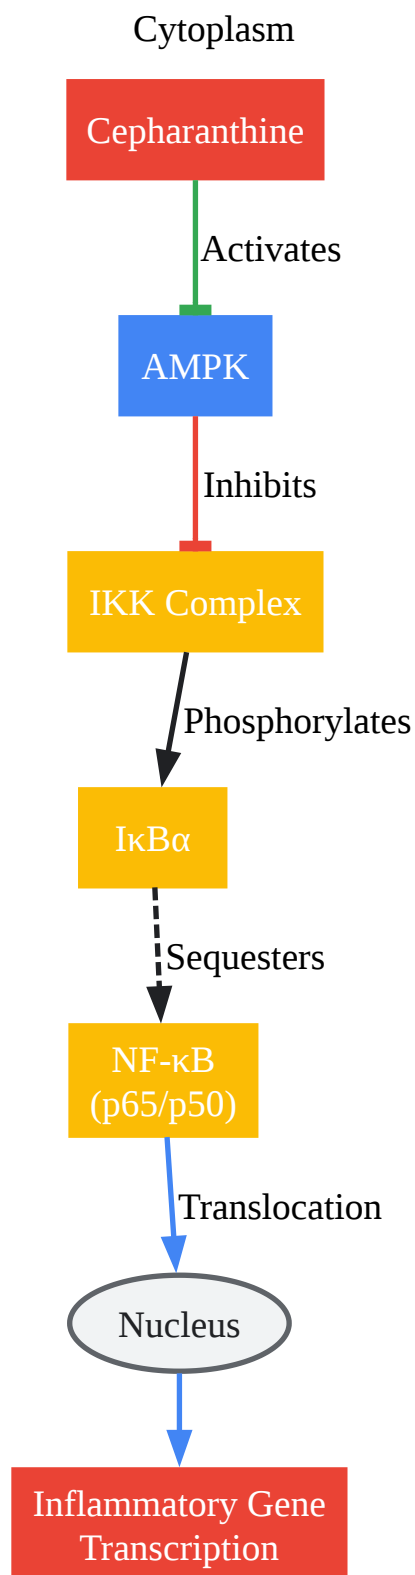 Cytoplasm
Cepharanthine
Activates
AMPK
Inhibits
IKK Complex
Phosphorylates
IκBα
Sequesters
NF-κB
(p65/p50)
Translocation
Nucleus
Inflammatory Gene
Transcription